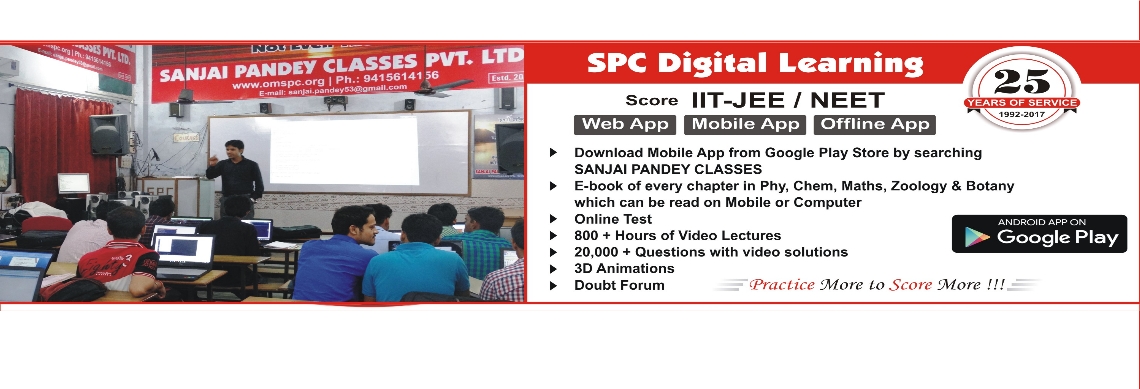 CLASSES PVT. LTD.
SANJAI PANDEY CLASSES PVT. LTD
www.omspc.org | Ph.: 9415614156
E-mail: sanjai.pandey53@gmail.com
Estd. 20
SPC
SPC Digital Learning
Score IIT-JEE / NEET
Web App Mobile App Offline App
25
YEARS OF SERVICE
1992-2017
Download Mobile App from Google Play Store by searching
SANJAI PANDEY CLASSES
E-book of every chapter in Phy, Chem, Maths, Zoology & Botany
which can be read on Mobile or Computer
Online Test
800 + Hours of Video Lectures
20,000 + Questions with video solutions
3D Animations
Doubt Forum
ANDROID APP ON
Google Play
Practice More to Score More !!!